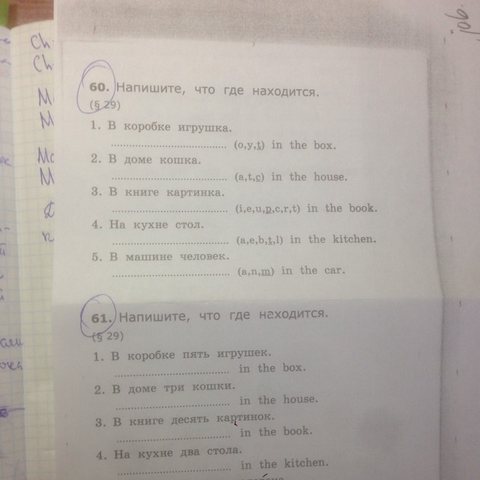 Ch
Ch
60. Напишите, что где находится.
(§ 29)
1. В коробке игрушка.
.............................. (o,y,t) in the box.
2. В доме кошка.
.............................. (a,t,c) in the house.
3. В книге картинка.
.............................. (i,e,u,p,c,r,t) in the book.
4. На кухне стол.
.............................. (a,e,b,t,l) in the kitchen.
5. В машине человек.
.............................. (a,n,m) in the car.
61. Напишите, что где находится.
(§ 29)
1. В коробке пять игрушек.
.............................. in the box.
2. В доме три кошки.
.............................. in the house.
3. В книге десять картинок.
.............................. in the book.
4. На кухне два стола.
.............................. in the kitchen.